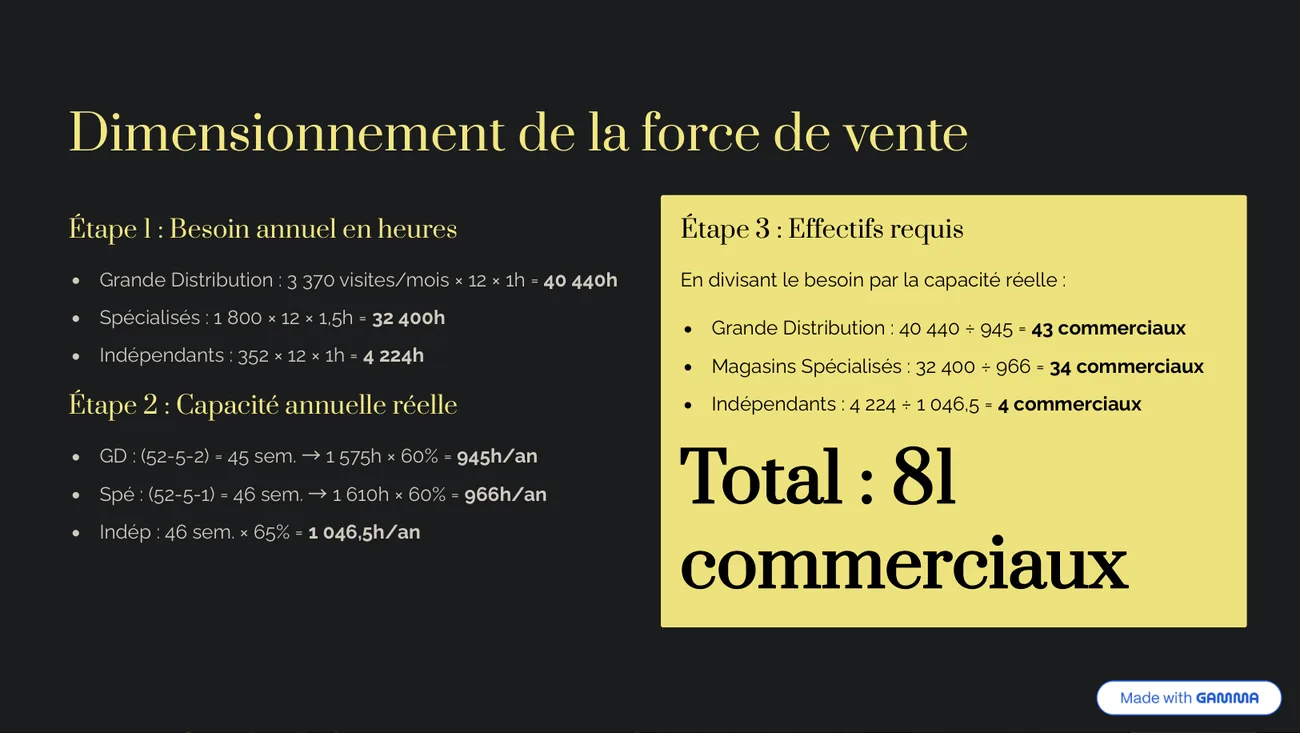 Dimensionnement de la force de vente
Étape 1 : Besoin annuel en heures
• Grande Distribution : 3 370 visites/mois × 12 × 1h = 40 440h
• Spécialisés : 1 800 × 12 × 1,5h = 32 400h
• Indépendants : 352 × 12 × 1h = 4 224h
Étape 2 : Capacité annuelle réelle
• GD : (52-5-2) = 45 sem. → 1 575h × 60% = 945h/an
• Spé : (52-5-1) = 46 sem. → 1 610h × 60% = 966h/an
• Indép : 46 sem. × 65% = 1 046,5h/an
Étape 3 : Effectifs requis
En divisant le besoin par la capacité réelle :
• Grande Distribution : 40 440 ÷ 945 = 43 commerciaux
• Magasins Spécialisés : 32 400 ÷ 966 = 34 commerciaux
• Indépendants : 4 224 ÷ 1 046,5 = 4 commerciaux
Total : 81
commerciaux
Made with GAMMA